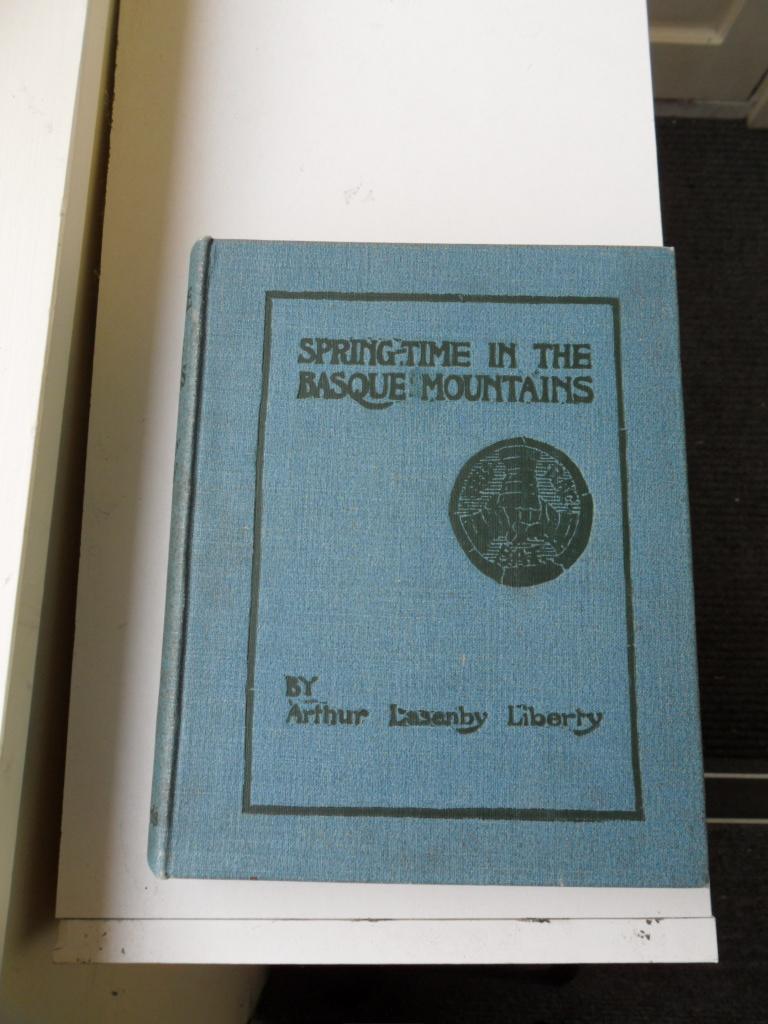 SPRING-TIME IN THE
BASQUE MOUNTAINS
BY
Arthur Lasenby Liberty